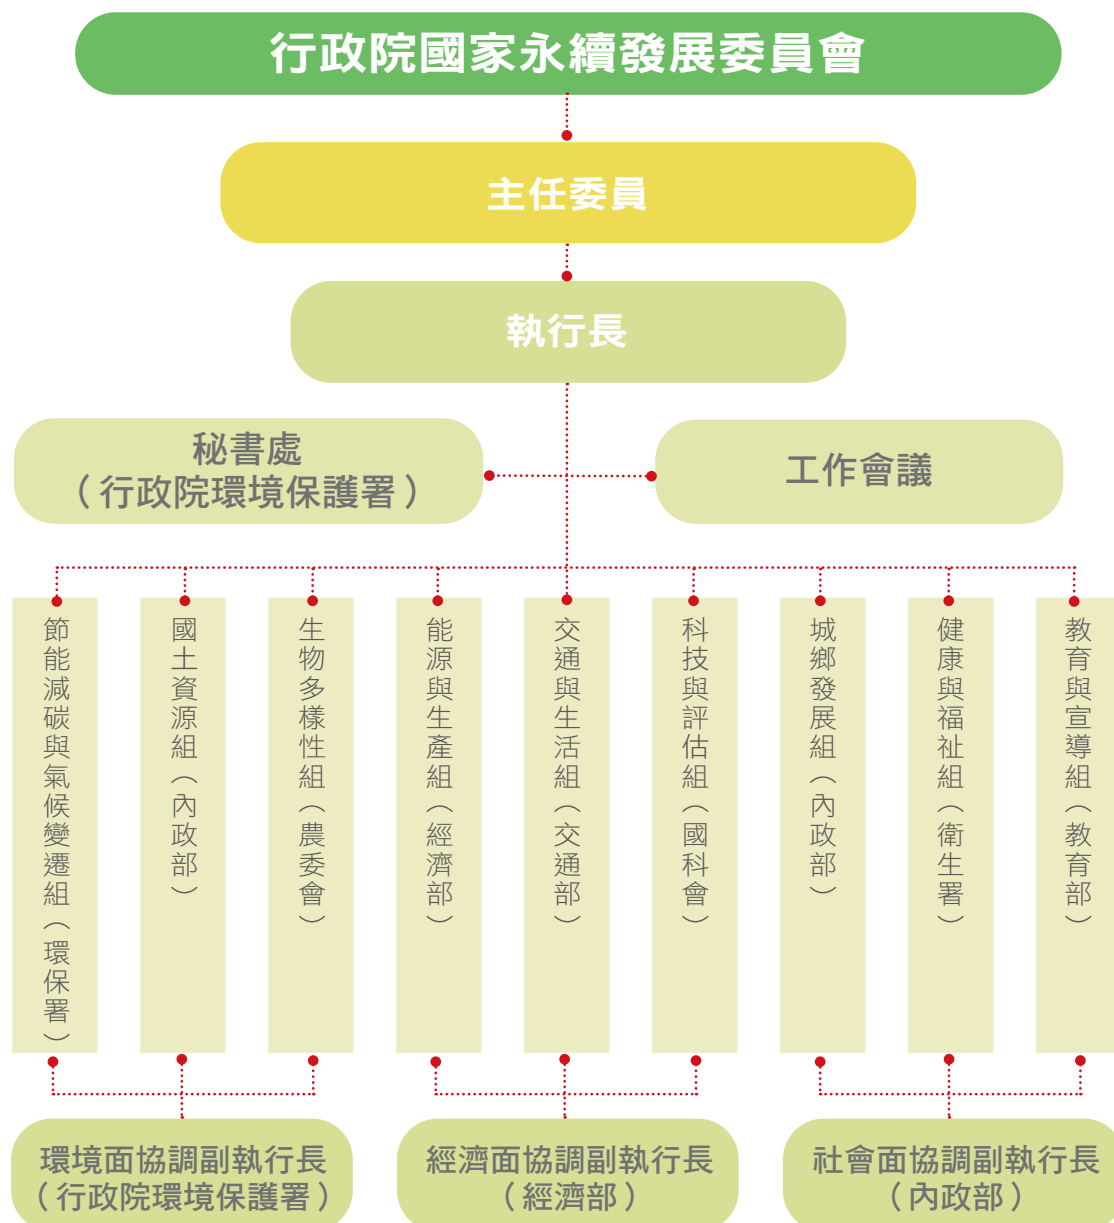 行政院國家永續發展委員會
主任委員
執行長
秘書處
（行政院環境保護署）
工作會議
節能減碳與氣候變遷組（環保署）
國土資源組（內政部）
生物多樣性組（農委會）
能源與生產組（經濟部）
交通與生活組（交通部）
科技與評估組（國科會）
城鄉發展組（內政部）
健康與福祉組（衛生署）
教育與宣導組（教育部）
環境面協調副執行長
（行政院環境保護署）
經濟面協調副執行長
（經濟部）
社會面協調副執行長
（內政部）